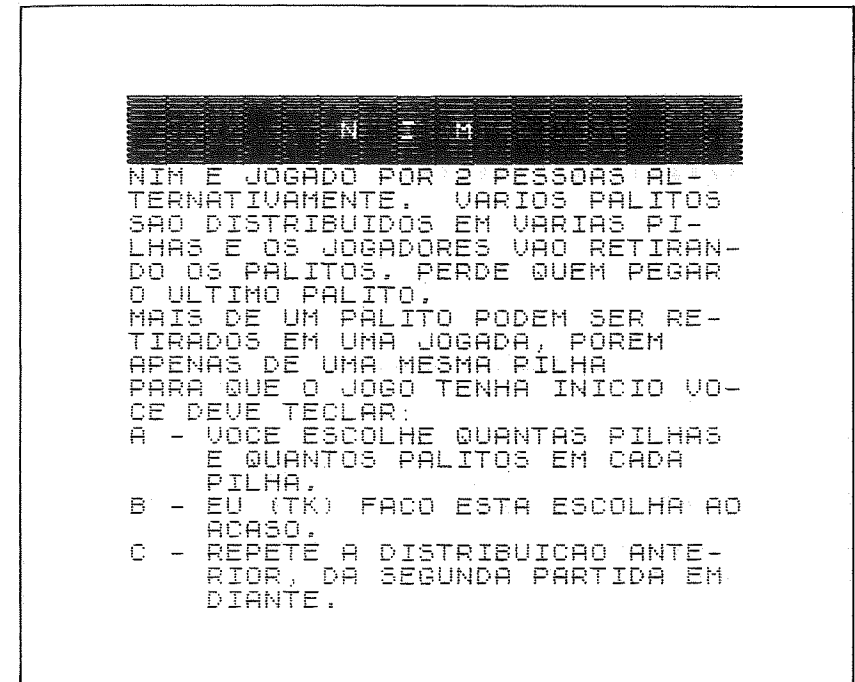 N I M
NIM E JOGADO POR 2 PESSOAS AL-
TERNATIVAMENTE. VARIOS PALITOS
SAO DISTRIBUIDOS EM VARIAS PI-
LHAS E OS JOGADORES VAO RETIRAN-
DO OS PALITOS. PERDE QUEM PEGAR
O ULTIMO PALITO.
MAIS DE UM PALITO PODEM SER RE-
TIRADOS EM UMA JOGADA, POREM
APENAS DE UMA MESMA PILHA
PARA QUE O JOGO TENHA INICIO VO-
CE DEVE TECLAR:
A - VOCE ESCOLHE QUANTAS PILHAS
E QUANTOS PALITOS EM CADA
PILHA.
B - EU (TK) FACO ESTA ESCOLHA AO
ACASO.
C - REPETE A DISTRIBUICAO ANTE-
RIOR, DA SEGUNDA PARTIDA EM
DIANTE.